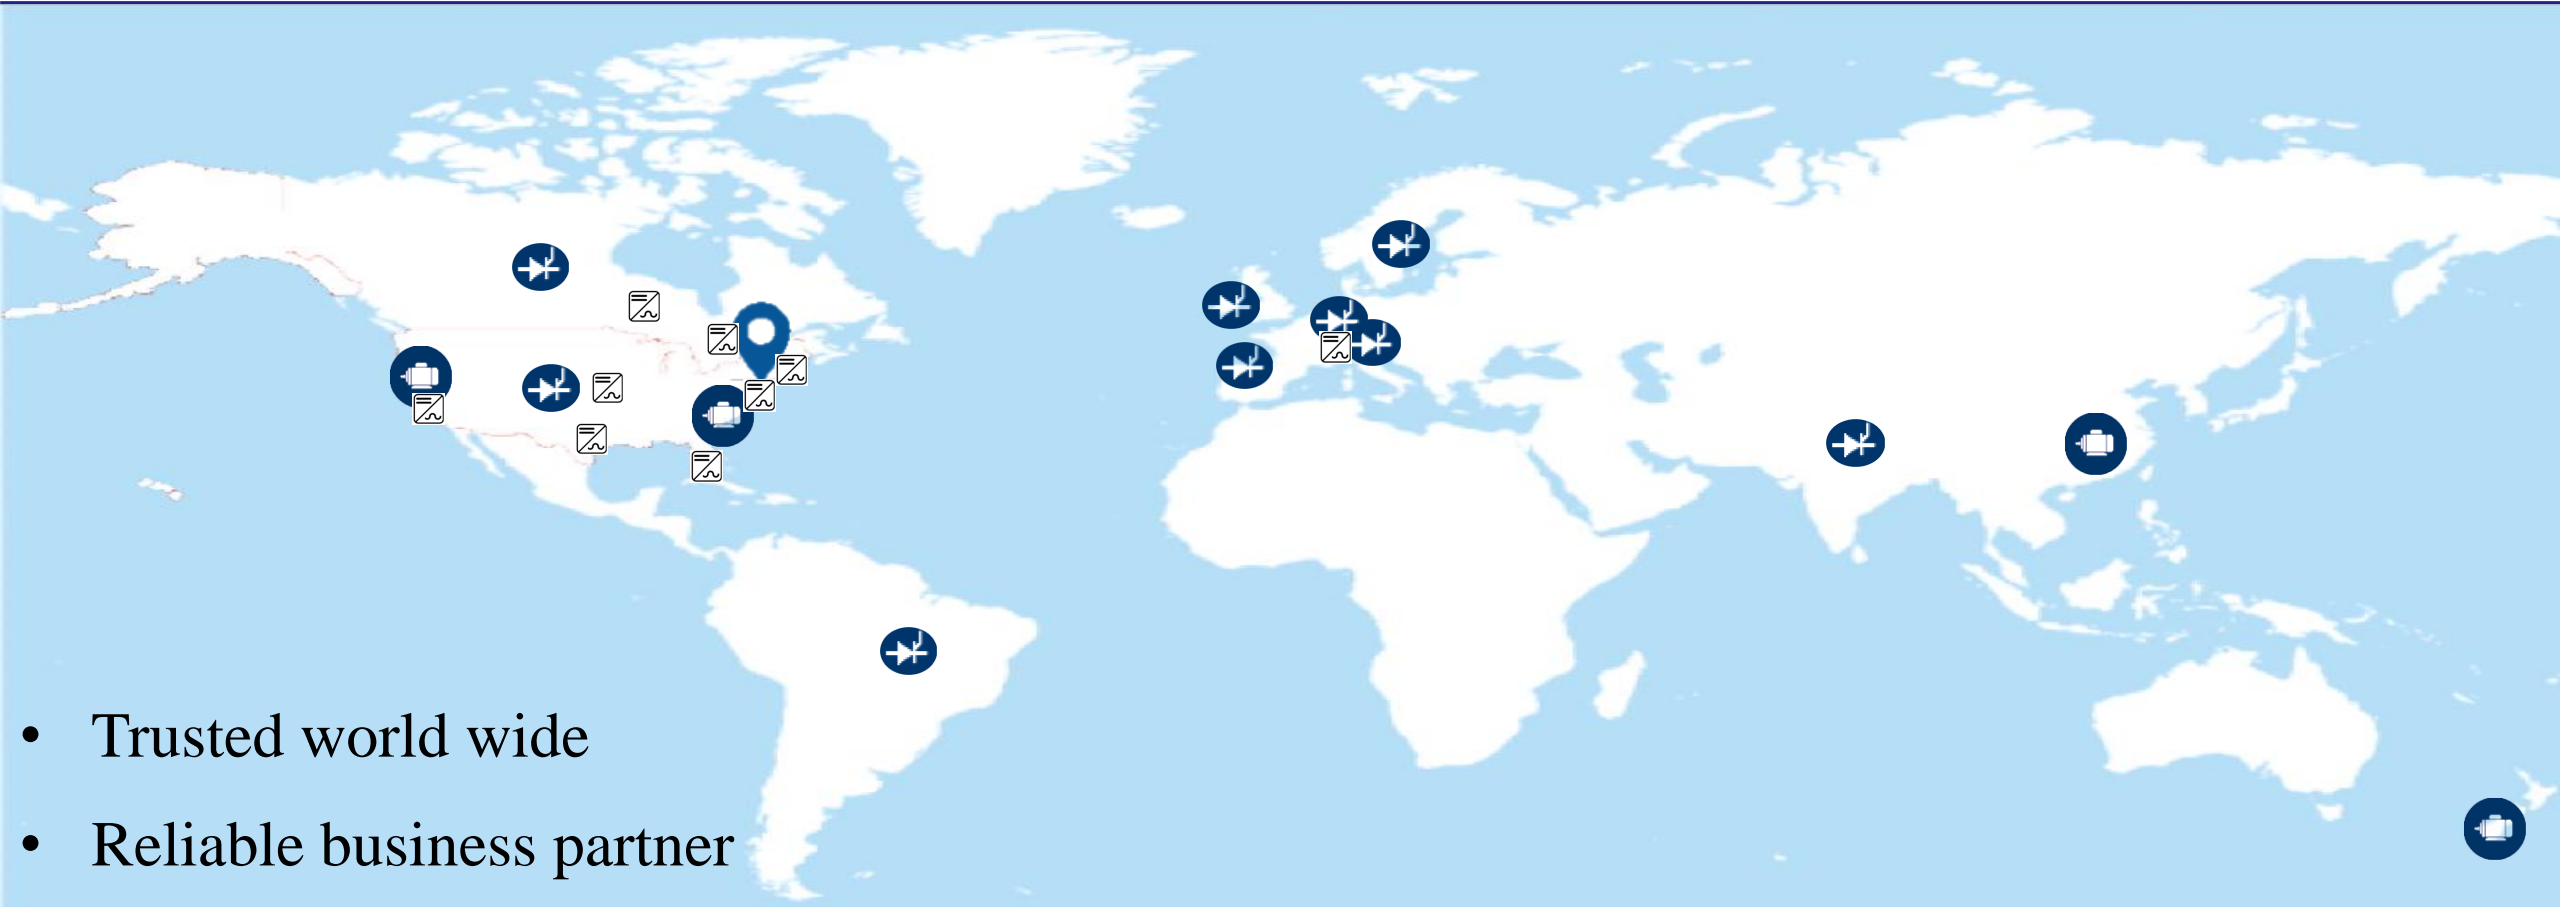 • Trusted world wide
• Reliable business partner